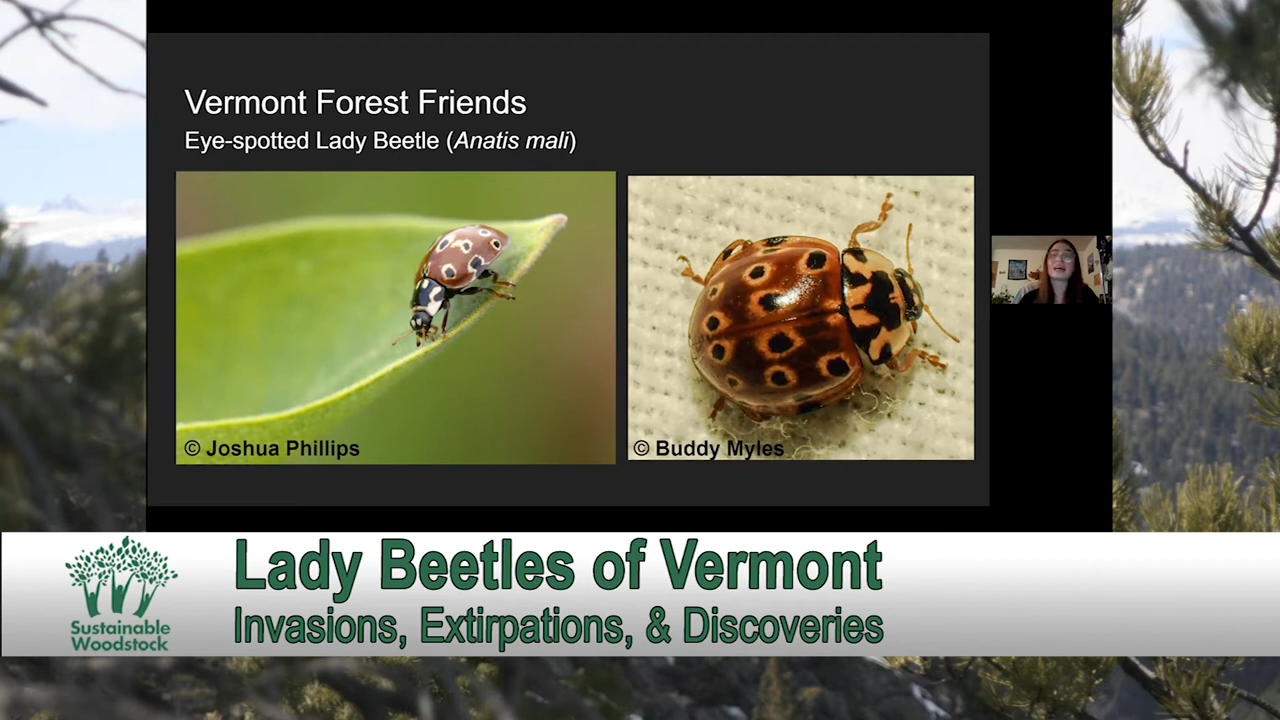 Vermont Forest Friends
Eye-spotted Lady Beetle (Anatis mali)
© Joshua Phillips
© Buddy Myles
Lady Beetles of Vermont
Invasions, Extirpations, & Discoveries
Sustainable
Woodstock